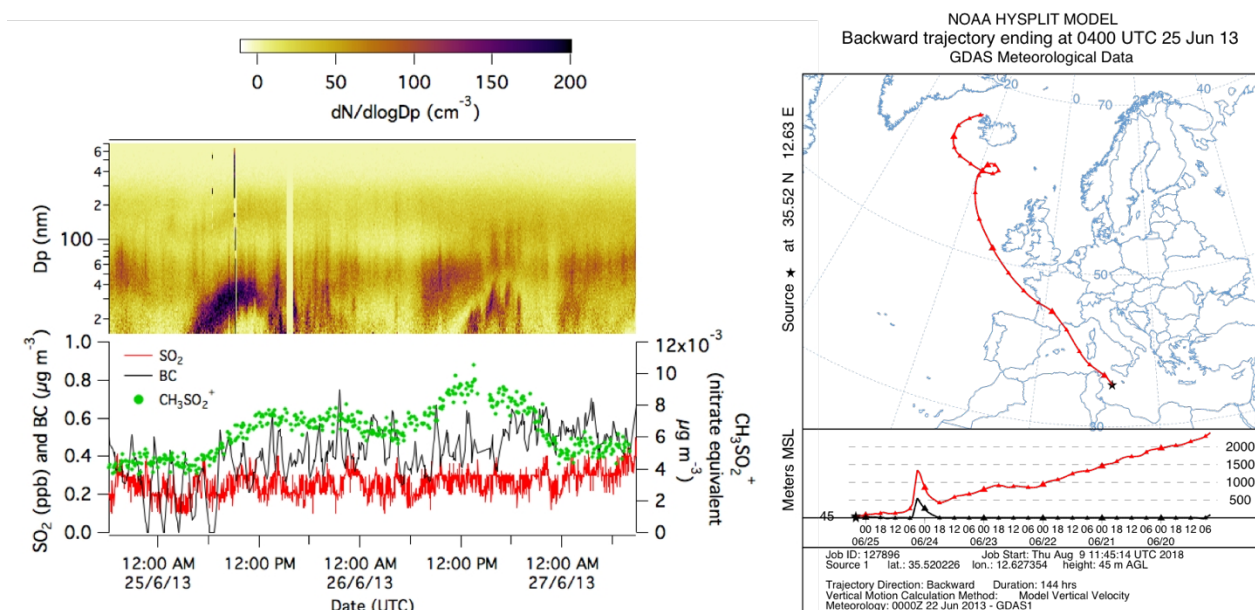 0 50 100 150 200
dN/dlogDp (cm-3)
Dp (nm)
6
4
2
100
6
4
2
1.0
0.8
0.6
0.4
0.2
0.0
SO2 (ppb) and BC (µg m-3)
SO2
BC
CH3SO2+
12x10-3
10
8
6
4
2
0
CH3SO2+
(nitrate equivalent
µg m-3)
12:00 AM 12:00 PM 12:00 AM 12:00 PM 12:00 AM
25/6/13 26/6/13 27/6/13
Date (UTC)
NOAA HYSPLIT MODEL
Backward trajectory ending at 0400 UTC 25 Jun 13
GDAS Meteorological Data
Source ★ at 35.52 N 12.63 E
20 0 70 20 40
50
Meters MSL
2000
1500
1000
500
45
00 18 12 06 00 18 12 06 00 18 12 06 00 18 12 06 00 18 12 06 00 18 12 06
06/25 06/24 06/23 06/22 06/21 06/20
Job ID: 127896 Job Start: Thu Aug 9 11:45:14 UTC 2018
Source 1 lat.: 35.520226 lon.: 12.627354 height: 45 m AGL
Trajectory Direction: Backward Duration: 144 hrs
Vertical Motion Calculation Method: Model Vertical Velocity
Meteorology: 0000Z 22 Jun 2013 - GDAS1